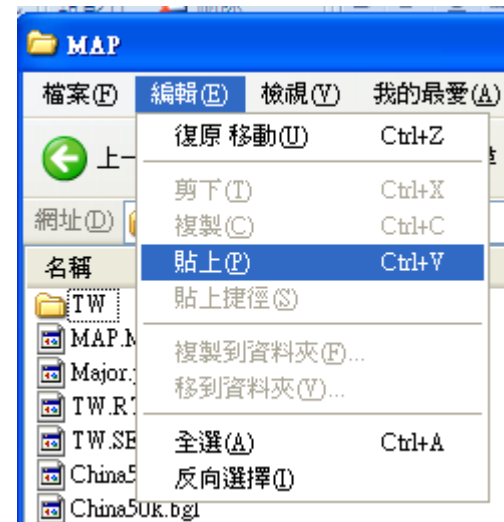 MAP
檔案(F) 編輯(E) 檢視(V) 我的最愛(A)
復原 移動(U) Ctrl+Z
上一
剪下(T) Ctrl+X
網址(D)
複製(C) Ctrl+C
名稱
貼上(P) Ctrl+V
TW
貼上捷徑(S)
MAP.
Major.
複製到資料夾(F)...
TW.R
移到資料夾(V)...
TW.SE
全選(A) Ctrl+A
China5
反向選擇(I)
China50k.bgl